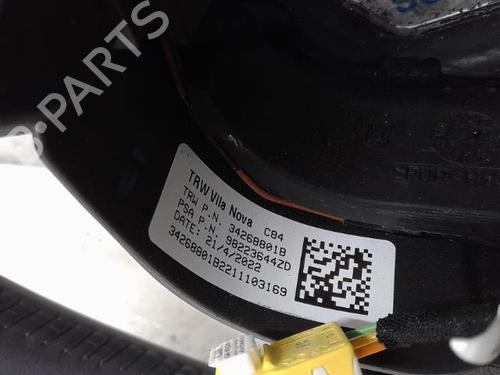 B-PARTS
TRW Vila Nova C84
TRW P.N. 34268801B
PSA P.N. 98223644ZD
DATE: 21/4/2022
34268801B2211103169